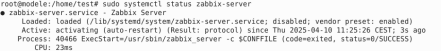 root@modele:/home/test# sudo systemctl status zabbix-server
● zabbix-server.service - Zabbix Server
Loaded: loaded (/lib/systemd/system/zabbix-server.service; disabled; vendor preset: enabled)
Active: activating (auto-restart) (Result: protocol) since Thu 2025-04-10 11:25:26 CEST; 3s ago
Process: 40466 ExecStart=/usr/sbin/zabbix_server -c $CONFFILE (code=exited, status=0/SUCCESS)
CPU: 23ms